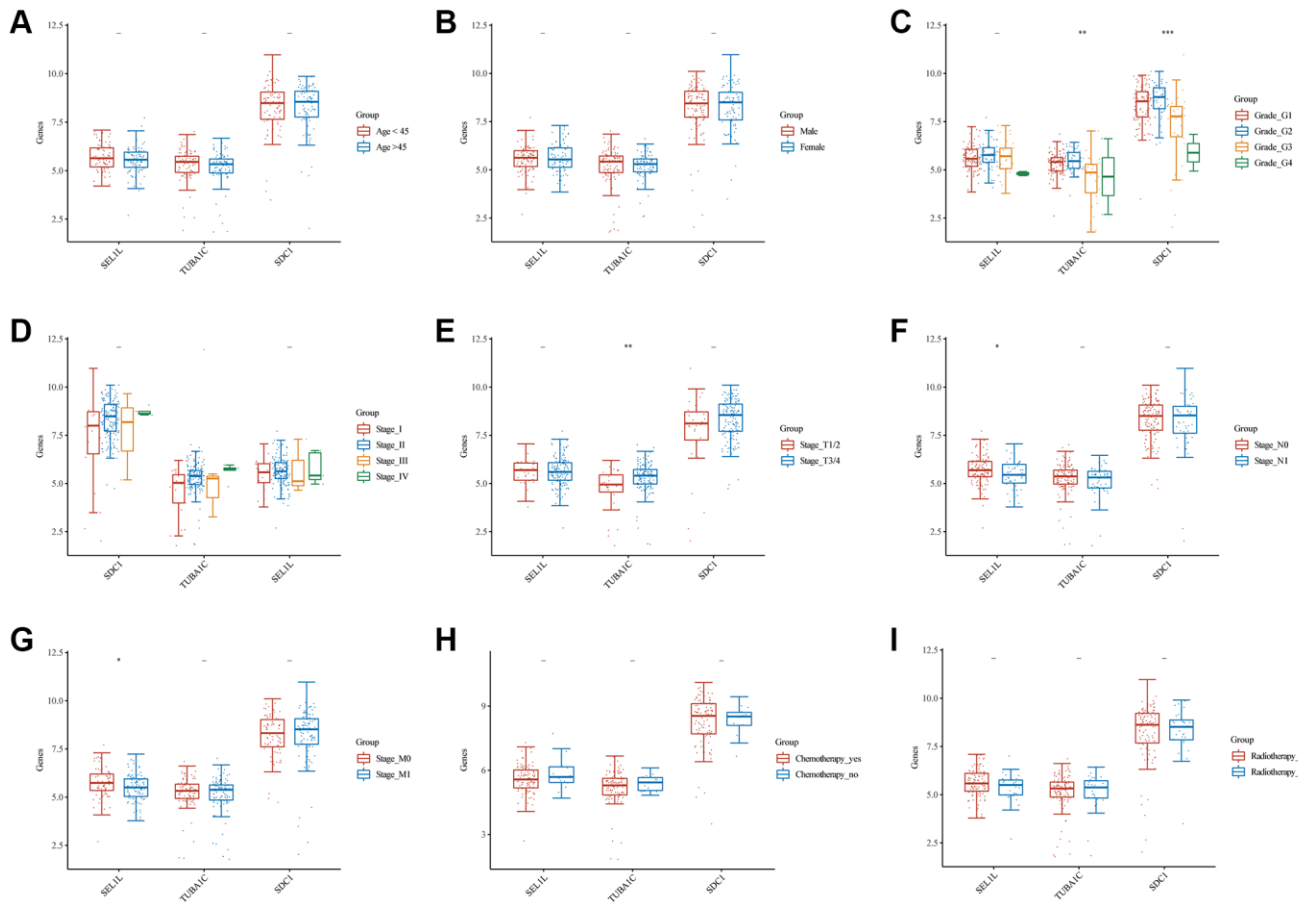 A
12.5
10.0
7.5
5.0
2.5
Genes
– – –
SEL1L TUBA1C SDC1
Group
Age < 45
Age >45
B
12.5
10.0
7.5
5.0
2.5
Genes
– – –
SEL1L TUBA1C SDC1
Group
Male
Female
C
12.5
10.0
7.5
5.0
2.5
Genes
– ** ***
SEL1L TUBA1C SDC1
Group
Grade_G1
Grade_G2
Grade_G3
Grade_G4
D
12.5
10.0
7.5
5.0
2.5
Genes
– – –
SDC1 TUBA1C SEL1L
Group
Stage_I
Stage_II
Stage_III
Stage_IV
E
12.5
10.0
7.5
5.0
2.5
Genes
– ** –
SEL1L TUBA1C SDC1
Group
Stage_T1/2
Stage_T3/4
F
12.5
10.0
7.5
5.0
2.5
Genes
* – –
SEL1L TUBA1C SDC1
Group
Stage_N0
Stage_N1
G
12.5
10.0
7.5
5.0
2.5
Genes
* – –
SEL1L TUBA1C SDC1
Group
Stage_M0
Stage_M1
H
9
6
3
Genes
– – –
SEL1L TUBA1C SDC1
Group
Chemotherapy_yes
Chemotherapy_no
I
12.5
10.0
7.5
5.0
2.5
Genes
– – –
SEL1L TUBA1C SDC1
Group
Radiotherapy_
Radiotherapy_